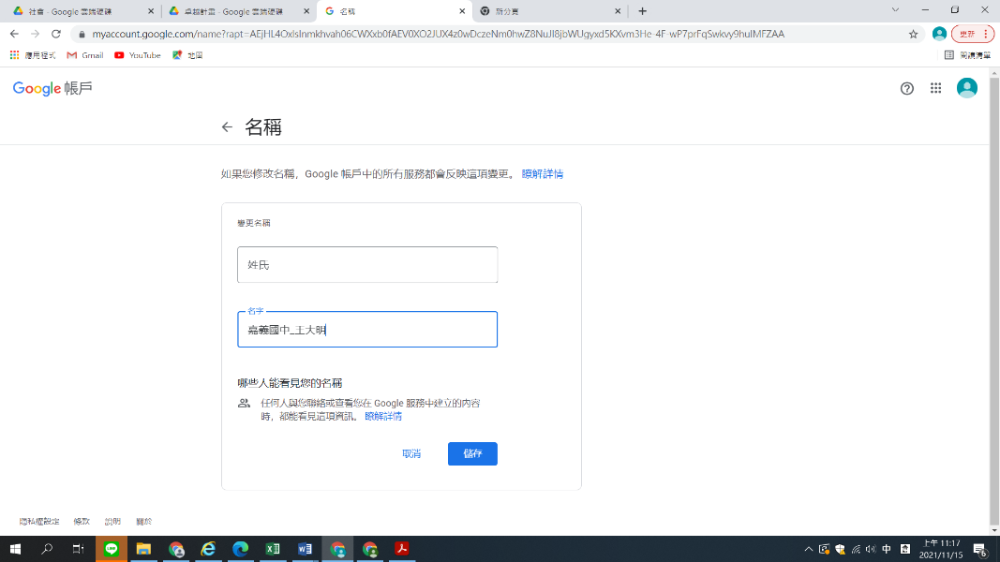 社會 - Google 雲端硬碟
卓越計畫 - Google 雲端硬碟
名稱
新分頁
myaccount.google.com/name?rapt=AEjHL4OxlsInmkhvah06CWXxb0fAEV0XO2JUX4z0wDczeNm0hwZ8NuJI8jbWUgyxd5KXvm3He-4F-wP7prFqSwkvy9hulMFZAA
更新
應用程式
Gmail
YouTube
地圖
閱讀清單
Google 帳戶
名稱
如果您修改名稱，Google 帳戶中的所有服務都會反映這項變更。 瞭解詳情
變更名稱
姓氏
名字
嘉義國中_王大明
哪些人能看見您的名稱
任何人與您聯絡或查看您在 Google 服務中建立的內容
時，都能看見這項資訊。 瞭解詳情
取消
儲存
隱私權設定 條款 說明 關於
中
上午 11:17
2021/11/15
6